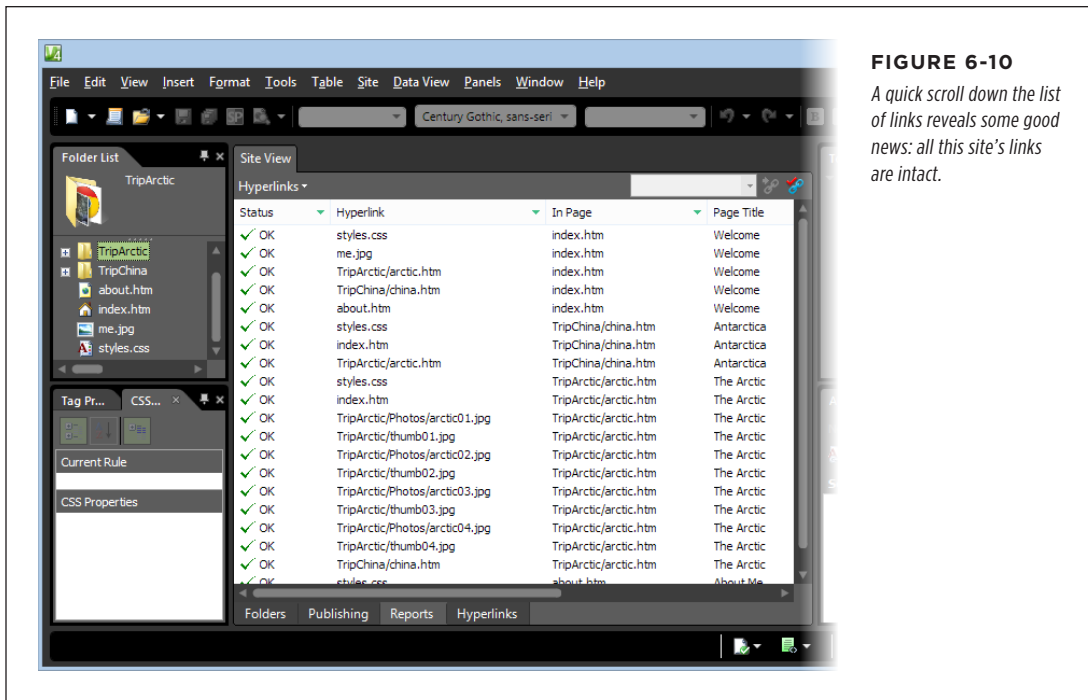 File Edit View Insert Format Tools Table Site Data View Panels Window Help
Century Gothic, sans-seri
Folder List
TripArctic
TripArctic
TripChina
about.htm
index.htm
me.jpg
styles.css
Tag Pr... CSS...
Current Rule
CSS Properties
Site View
Hyperlinks
Status Hyperlink In Page Page Title
OK styles.css index.htm Welcome
OK me.jpg index.htm Welcome
OK TripArctic/arctic.htm index.htm Welcome
OK TripChina/china.htm index.htm Welcome
OK about.htm index.htm Welcome
OK styles.css TripChina/china.htm Antarctica
OK index.htm TripChina/china.htm Antarctica
OK TripArctic/arctic.htm TripChina/china.htm Antarctica
OK styles.css TripArctic/arctic.htm The Arctic
OK index.htm TripArctic/arctic.htm The Arctic
OK TripArctic/Photos/arctic01.jpg TripArctic/arctic.htm The Arctic
OK TripArctic/thumb01.jpg TripArctic/arctic.htm The Arctic
OK TripArctic/Photos/arctic02.jpg TripArctic/arctic.htm The Arctic
OK TripArctic/thumb02.jpg TripArctic/arctic.htm The Arctic
OK TripArctic/Photos/arctic03.jpg TripArctic/arctic.htm The Arctic
OK TripArctic/thumb03.jpg TripArctic/arctic.htm The Arctic
OK TripArctic/Photos/arctic04.jpg TripArctic/arctic.htm The Arctic
OK TripArctic/thumb04.jpg TripArctic/arctic.htm The Arctic
OK TripChina/china.htm TripArctic/arctic.htm The Arctic
OK styles.css about.htm About Me
Folders Publishing Reports Hyperlinks
FIGURE 6-10
A quick scroll down the list
of links reveals some good
news: all this site's links
are intact.